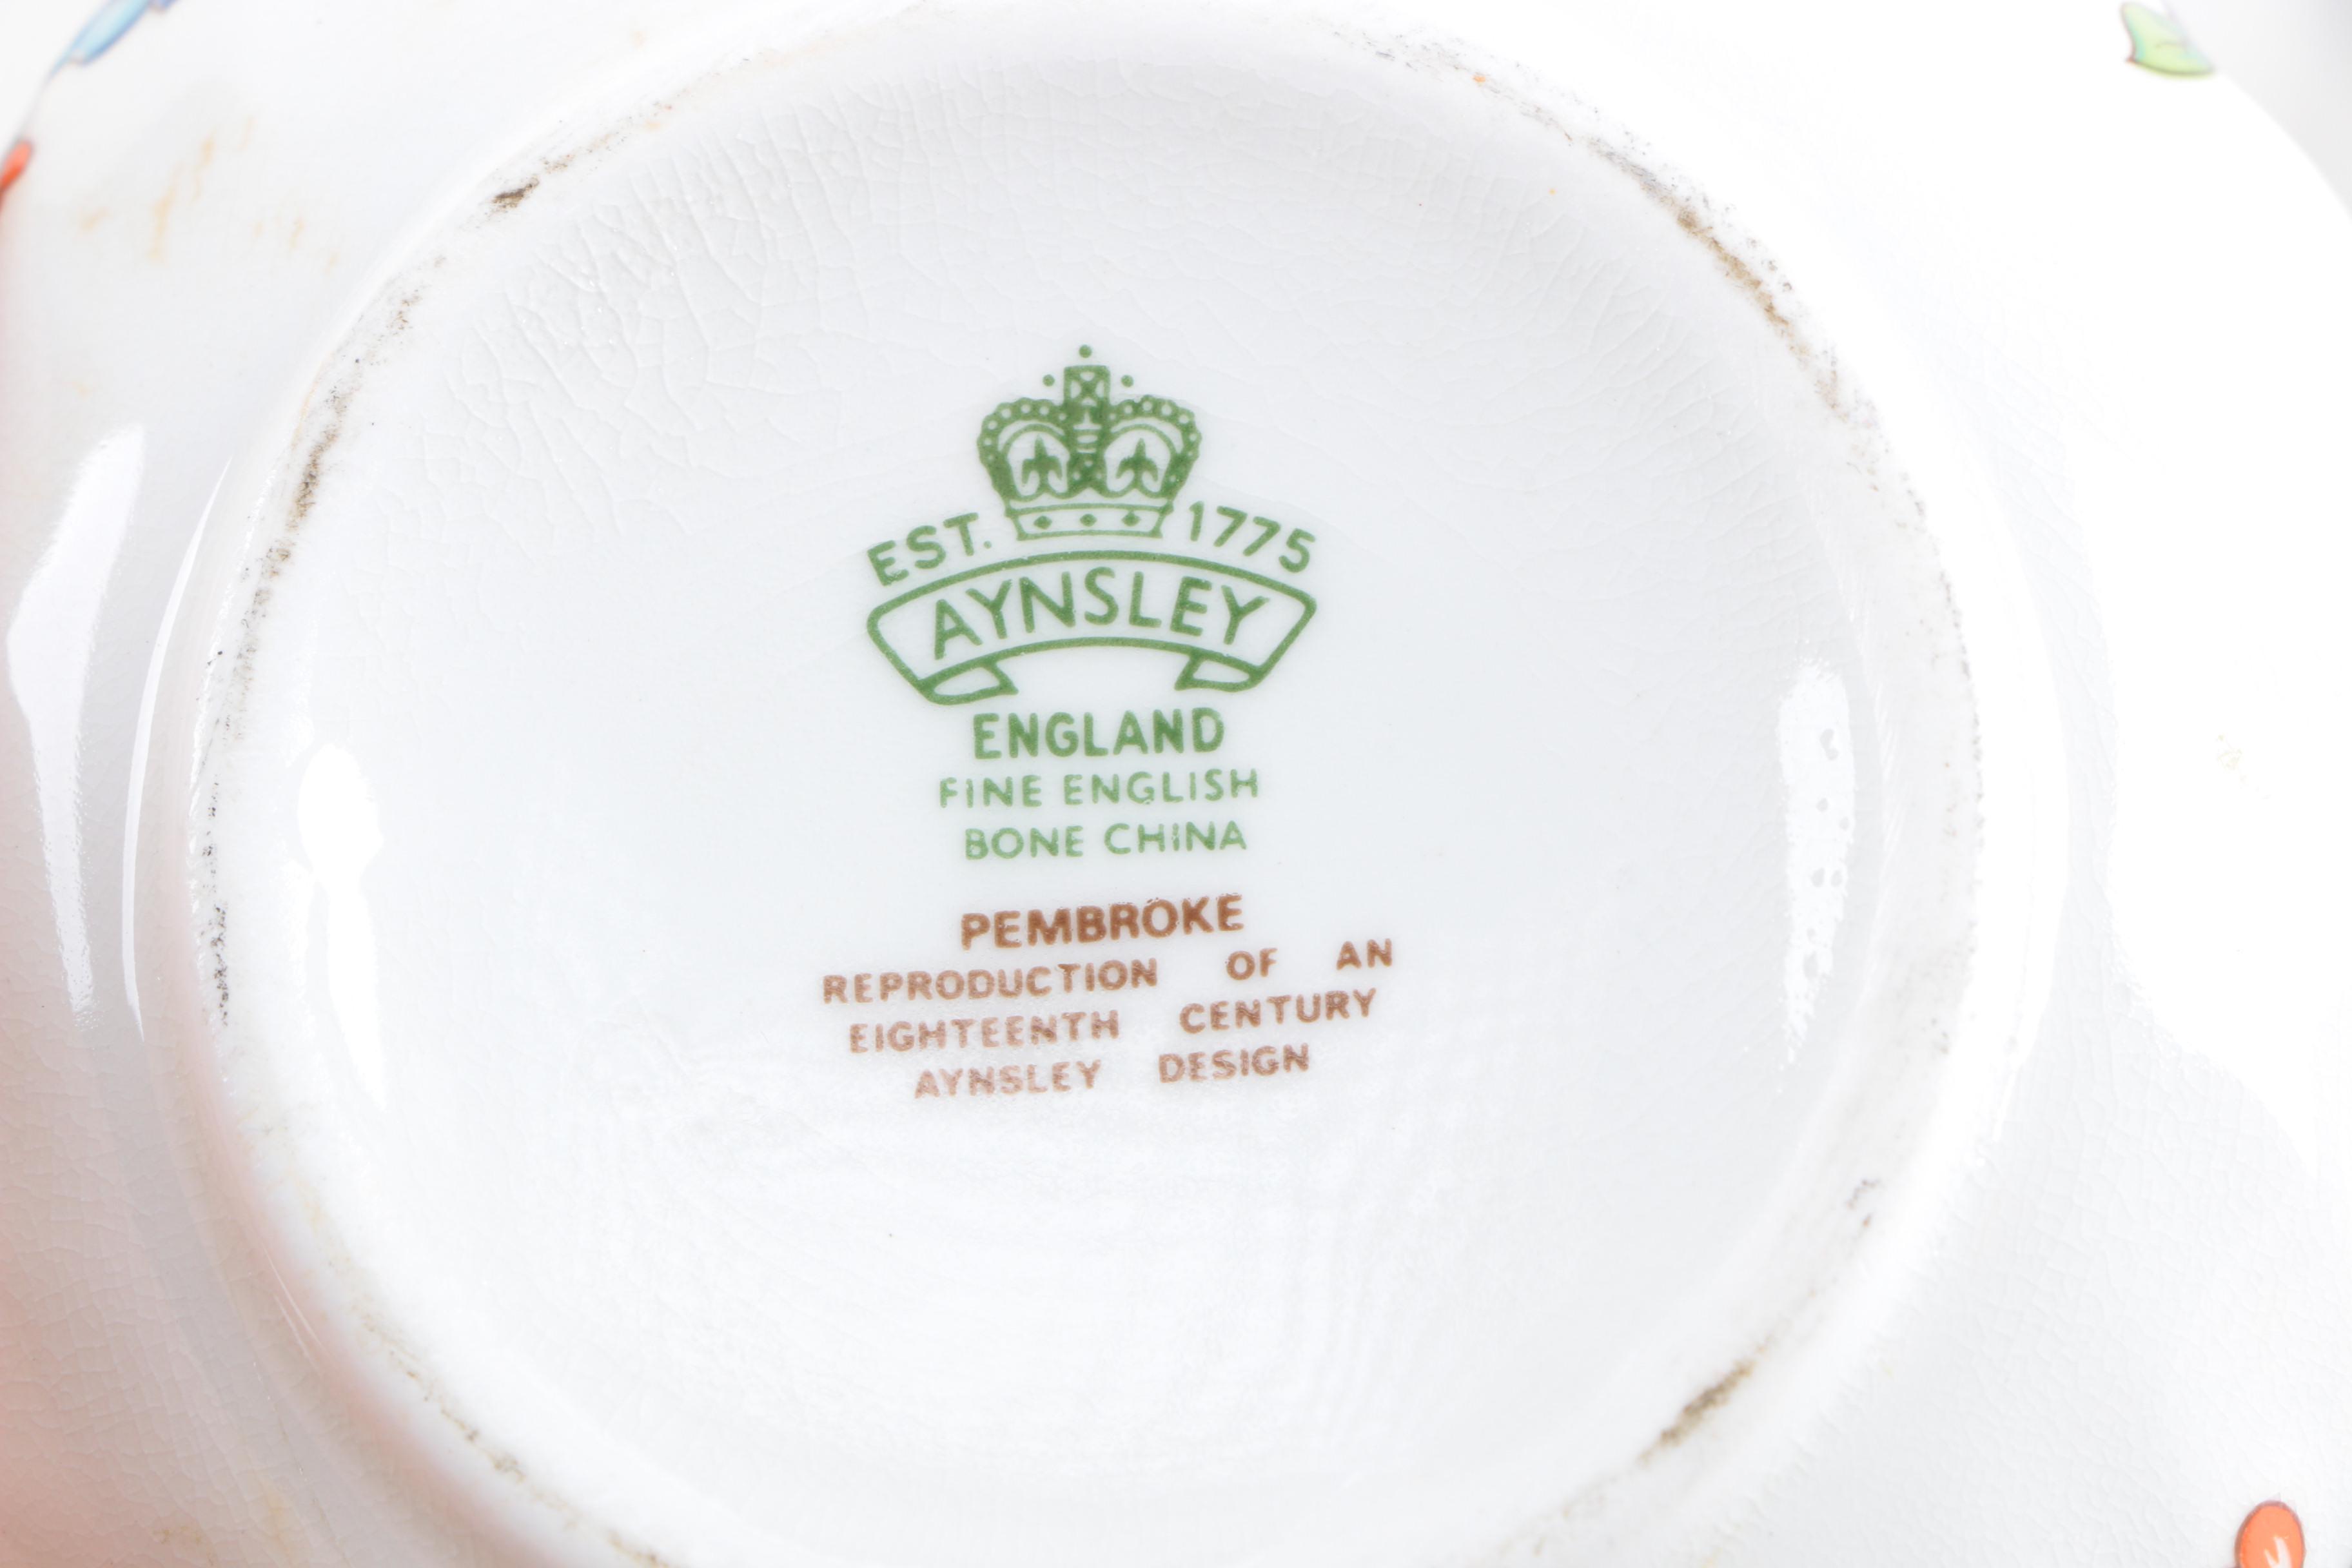 EST. 1775
AYNSLEY
ENGLAND
FINE ENGLISH
BONE CHINA
PEMBROKE
REPRODUCTION OF AN
EIGHTEENTH CENTURY
AYNSLEY DESIGN